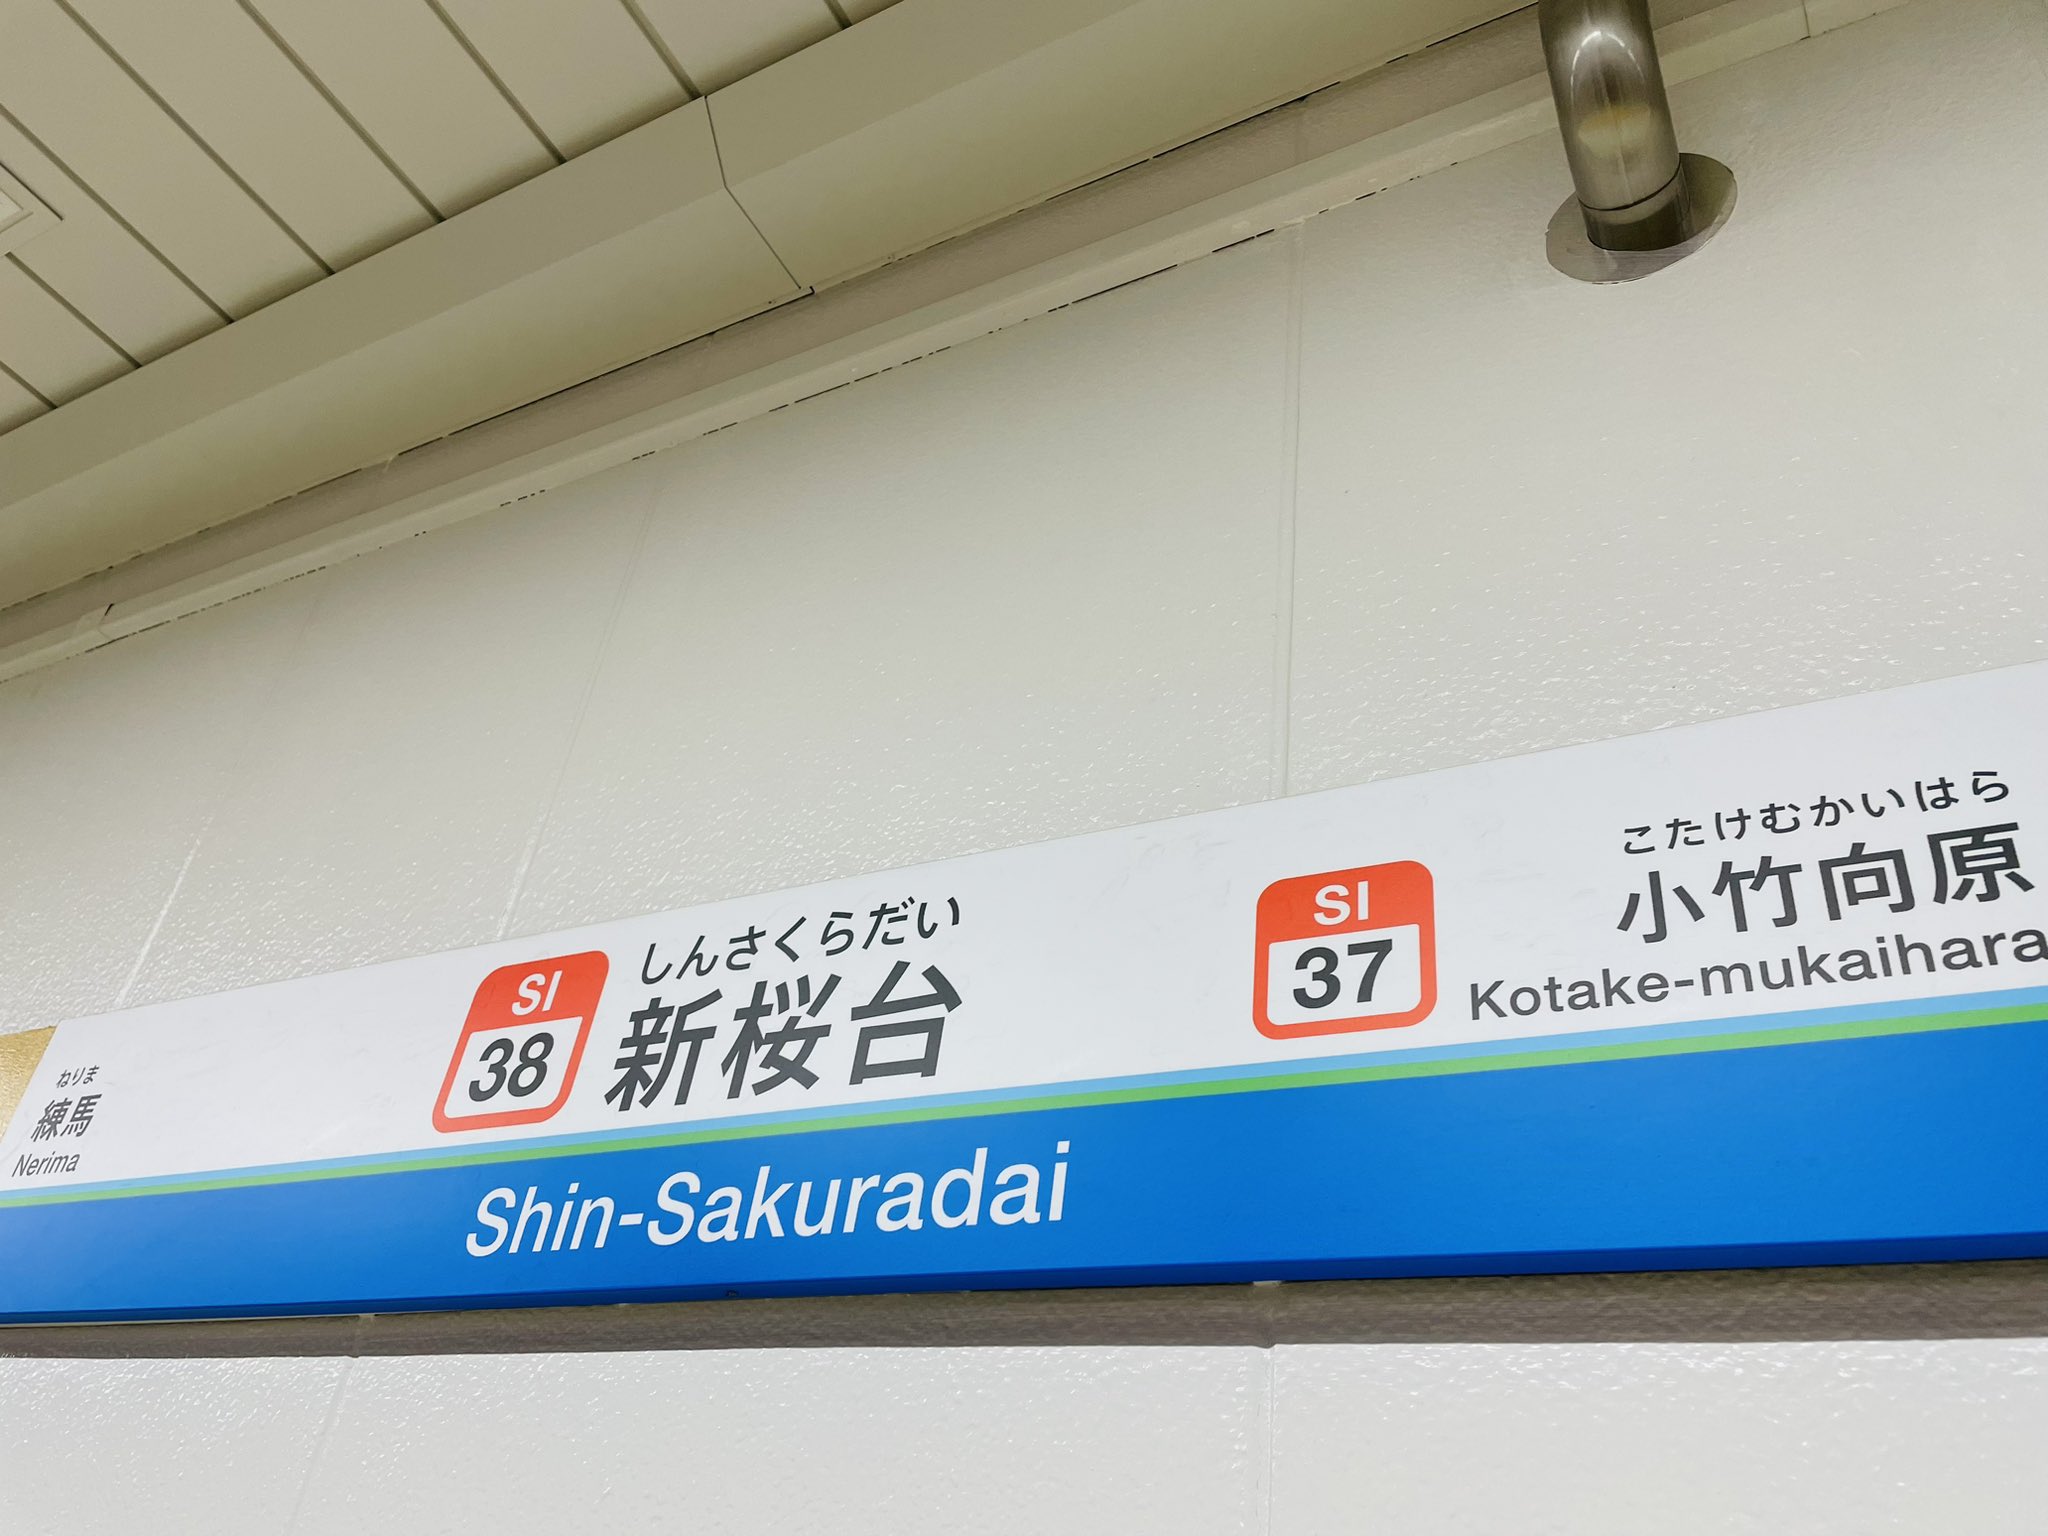 ねりま
練馬
Nerima
SI
38
しんさくらだい
新桜台
Shin-Sakuradai
SI
37
こたけむかいはら
小竹向原
Kotake-mukaihara